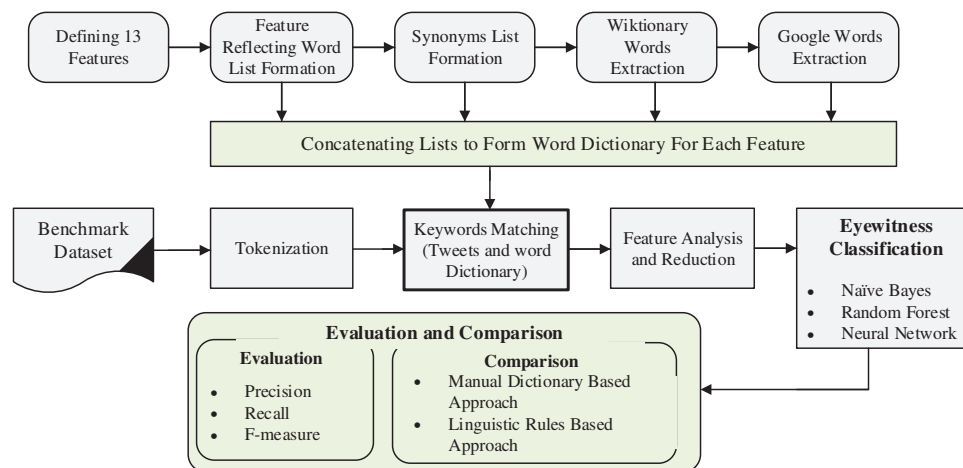 Defining 13
Features
Feature
Reflecting Word
List Formation
Synonyms List
Formation
Wiktionary
Words
Extraction
Google Words
Extraction
Concatenating Lists to Form Word Dictionary For Each Feature
Benchmark
Dataset
Tokenization
Keywords Matching
(Tweets and word
Dictionary)
Feature Analysis
and Reduction
Eyewitness
Classification
• Naïve Bayes
• Random Forest
• Neural Network
Evaluation and Comparison
Evaluation
• Precision
• Recall
• F-measure
Comparison
• Manual Dictionary Based
Approach
• Linguistic Rules Based
Approach